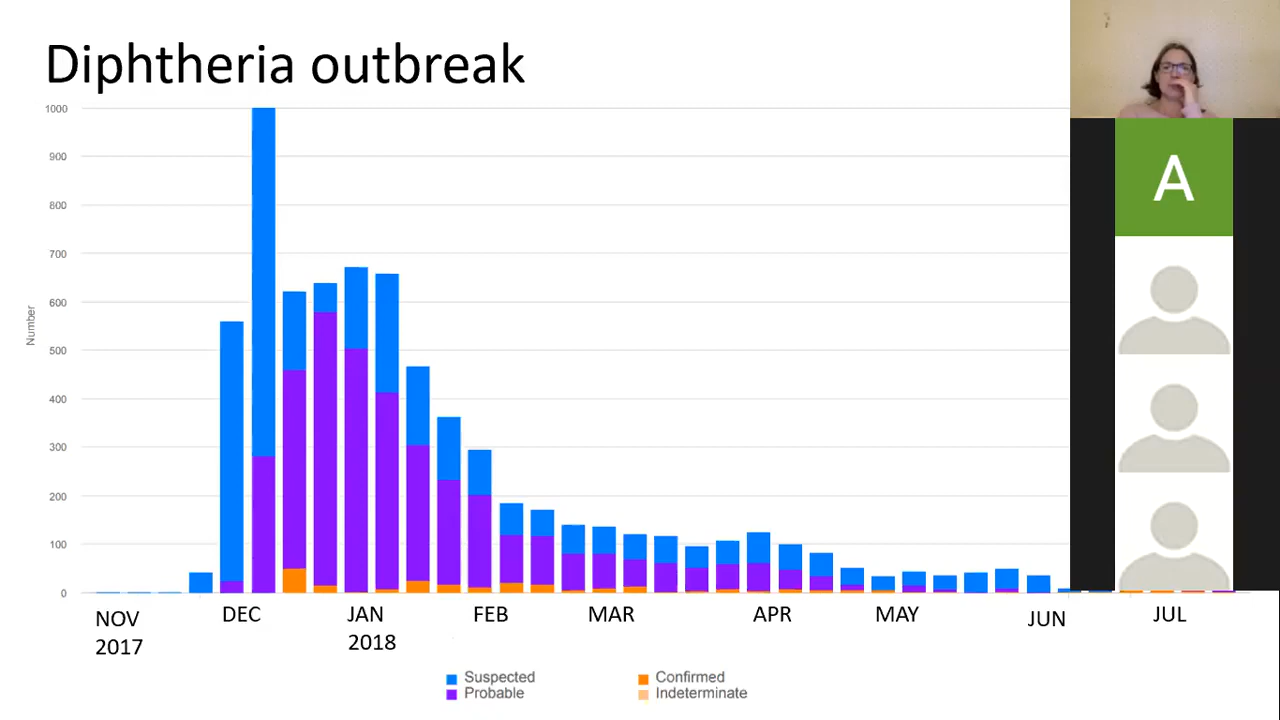 Diphtheria outbreak
1000
900
800
700
600
500
400
300
200
100
0
Number
NOV
2017
DEC
JAN
2018
FEB
MAR
APR
MAY
JUN
JUL
Suspected
Probable
Confirmed
Indeterminate
A